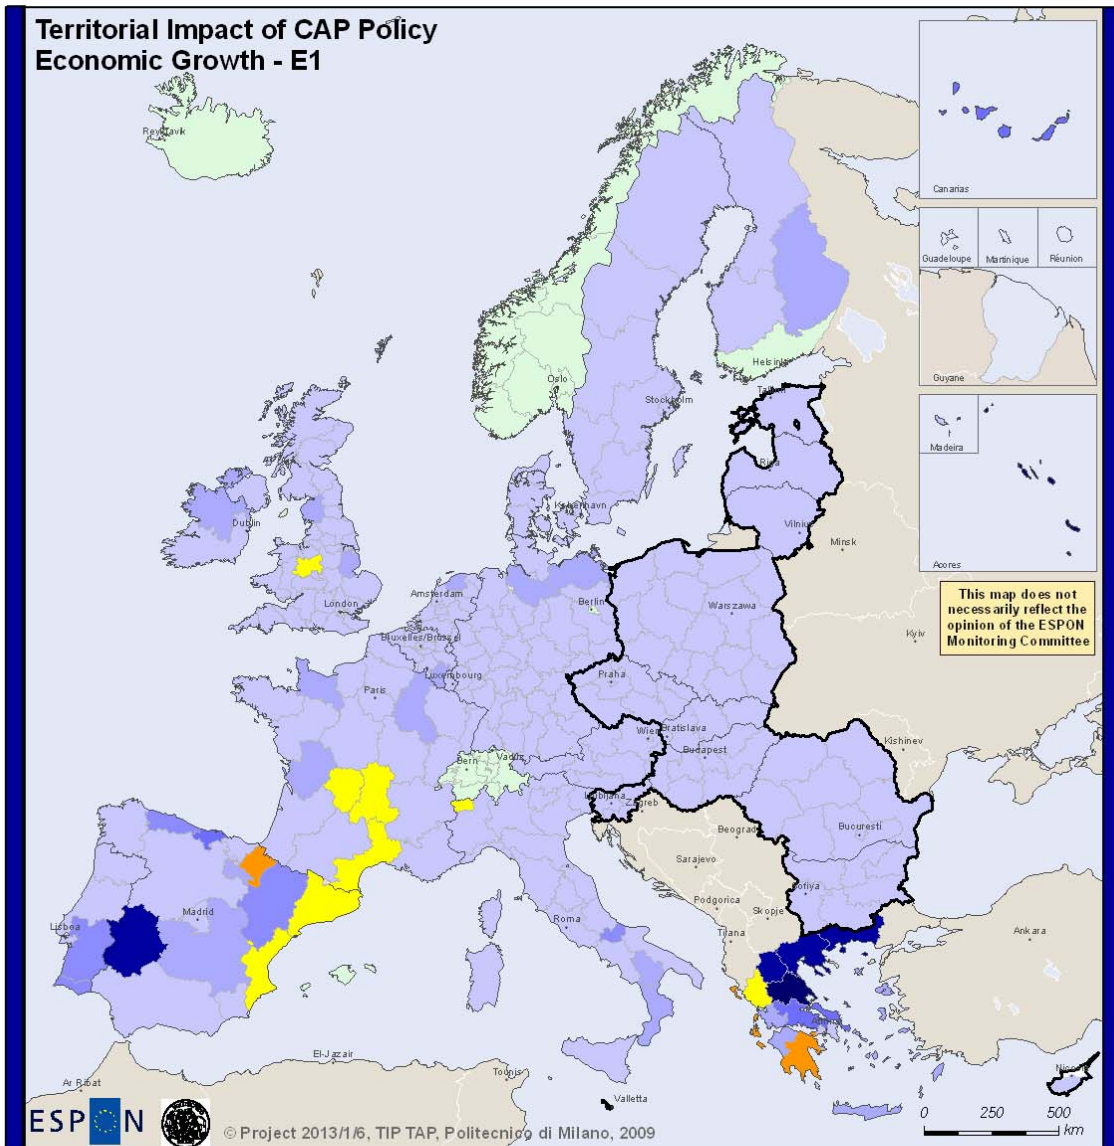 Territorial Impact of CAP Policy
Economic Growth - E1
Reykjavik
Canarias
Guadeloupe
Martinique
Réunion
Guyane
Madeira
Acores
This map does not
necessarily reflect the
opinion of the ESPON
Monitoring Committee
Oslo
Stockholm
Riga
København
Dublin
Vilnius
Minsk
London
Amsterdam
Berlin
Warszawa
Bruxelles/Brussel
Kyiv
Luxembourg
Praha
Paris
Wien
Bratislava
Budapest
Kishinev
Bern
Vaduz
Ljubljana
Zagreb
Beograd
Bucuresti
Sarajevo
Podgorica
Sofiya
Skopje
Roma
Tirana
Madrid
Lisboa
Ankara
El-Jazair
Tounis
Ar Ribat
Valletta
ESPON
© Project 2013/1/6, TIP TAP, Politecnico di Milano, 2009
0 250 500
km